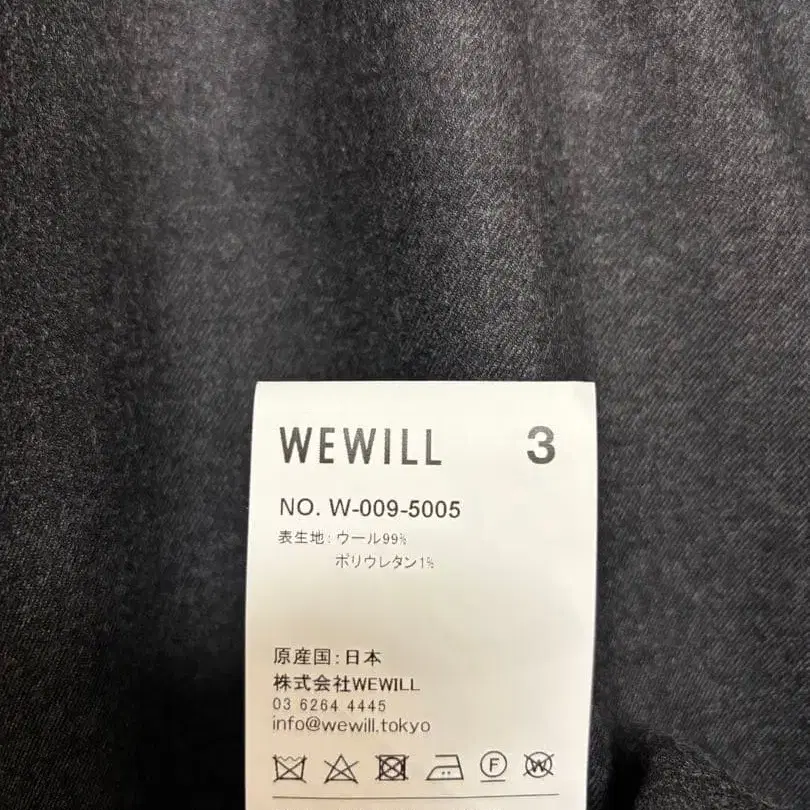 WEWILL 3
NO. W-009-5005
表生地：ウール99%
ポリウレタン1%
原産国：日本
株式会社WEWILL
03 6264 4445
info@wewill.tokyo
F W